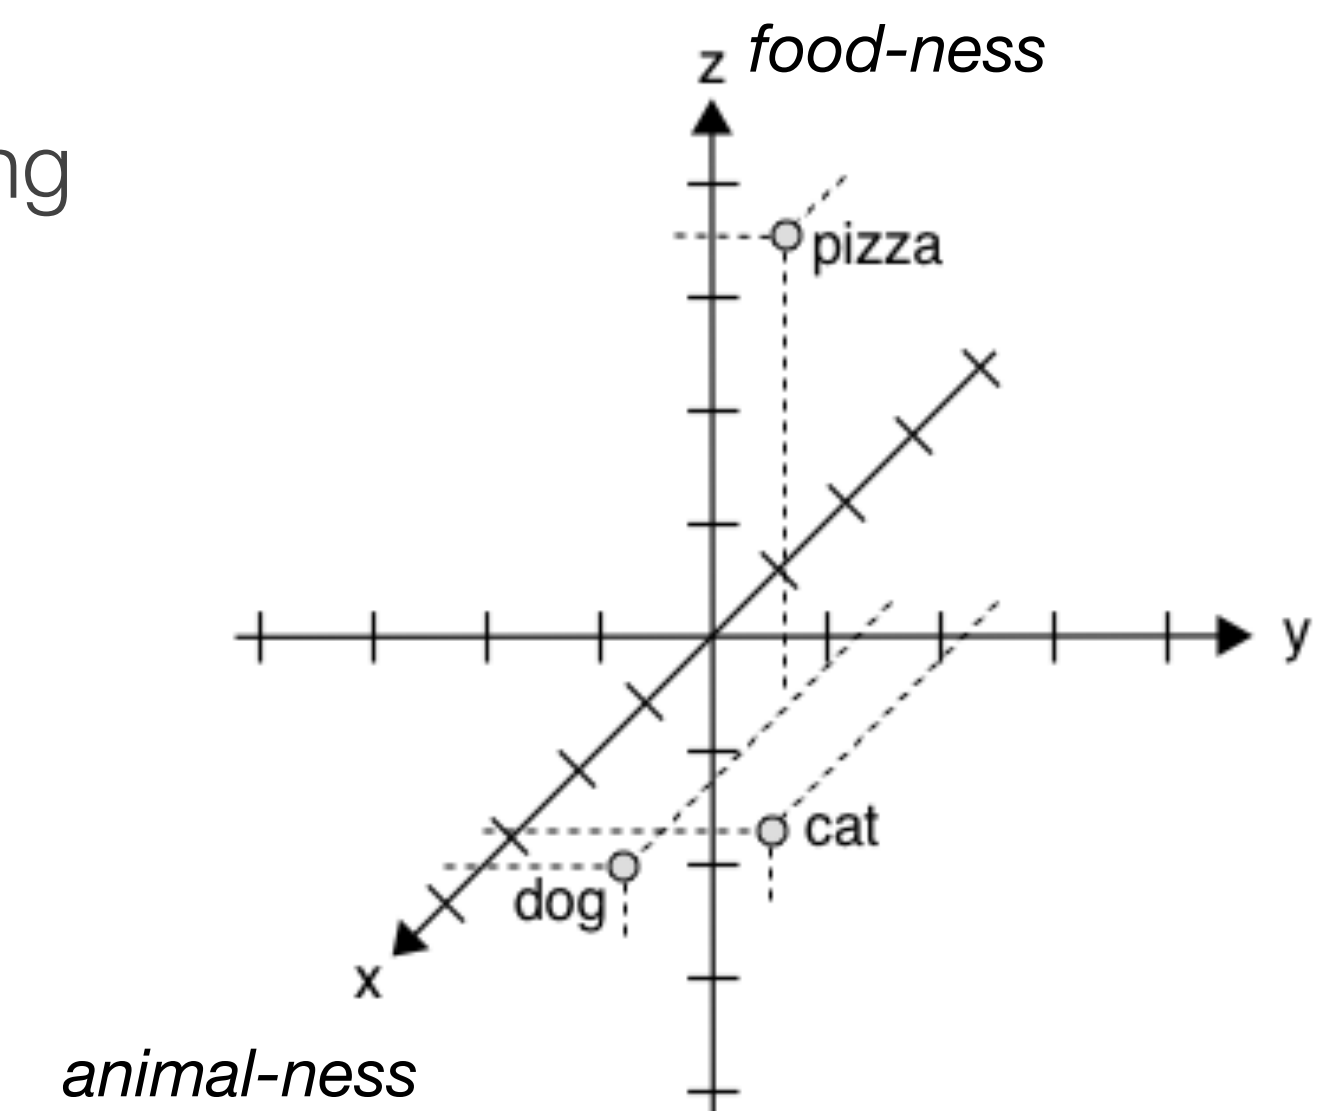 z food-ness
ng
pizza
y
cat
dog
x
animal-ness